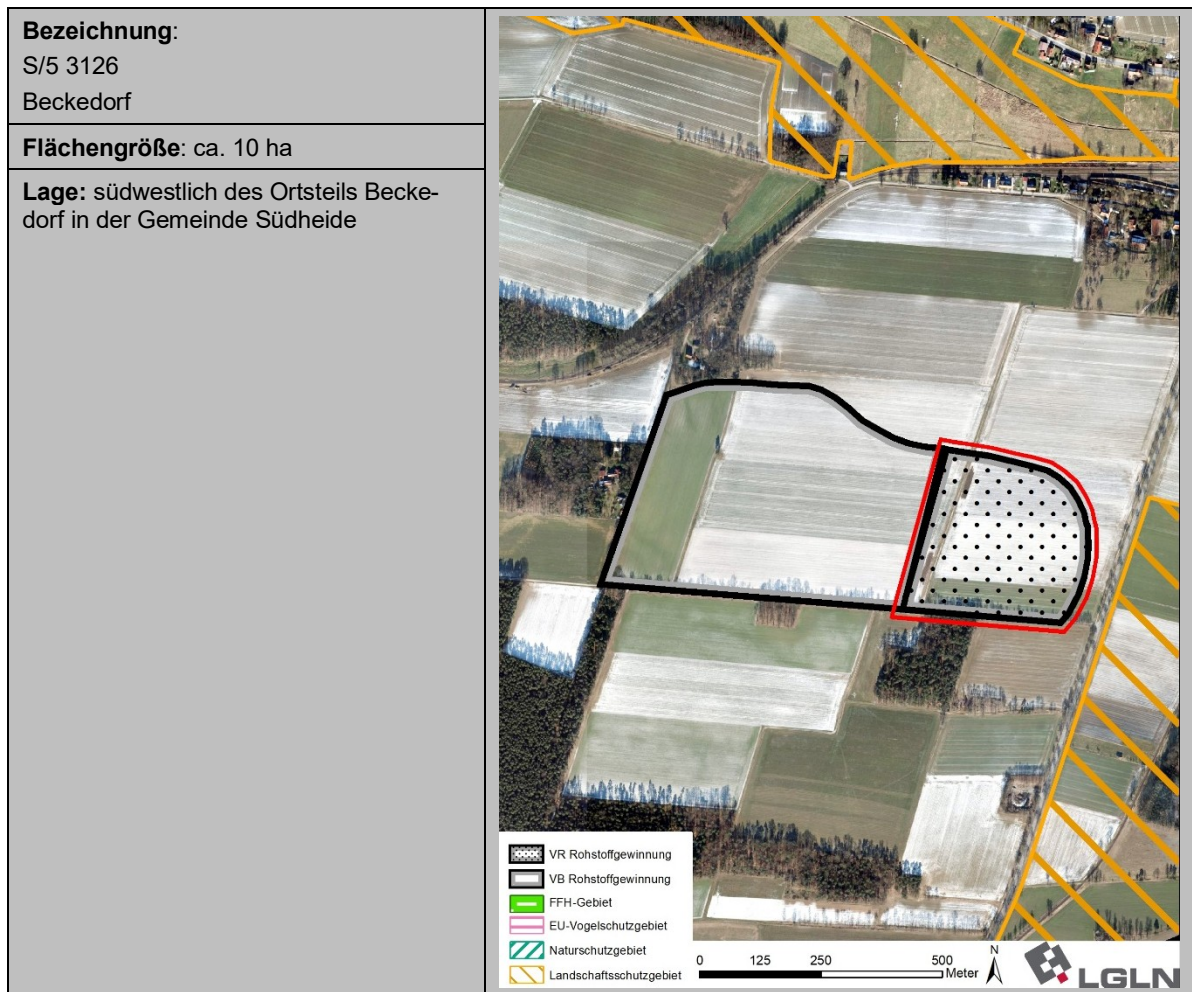 Bezeichnung:
S/5 3126
Beckedorf
Flächengröße: ca. 10 ha
Lage: südwestlich des Ortsteils Becke-
dorf in der Gemeinde Südheide
VR Rohstoffgewinnung
VB Rohstoffgewinnung
FFH-Gebiet
EU-Vogelschutzgebiet
Naturschutzgebiet
Landschaftsschutzgebiet
0 125 250 500
Meter
N
LGLN